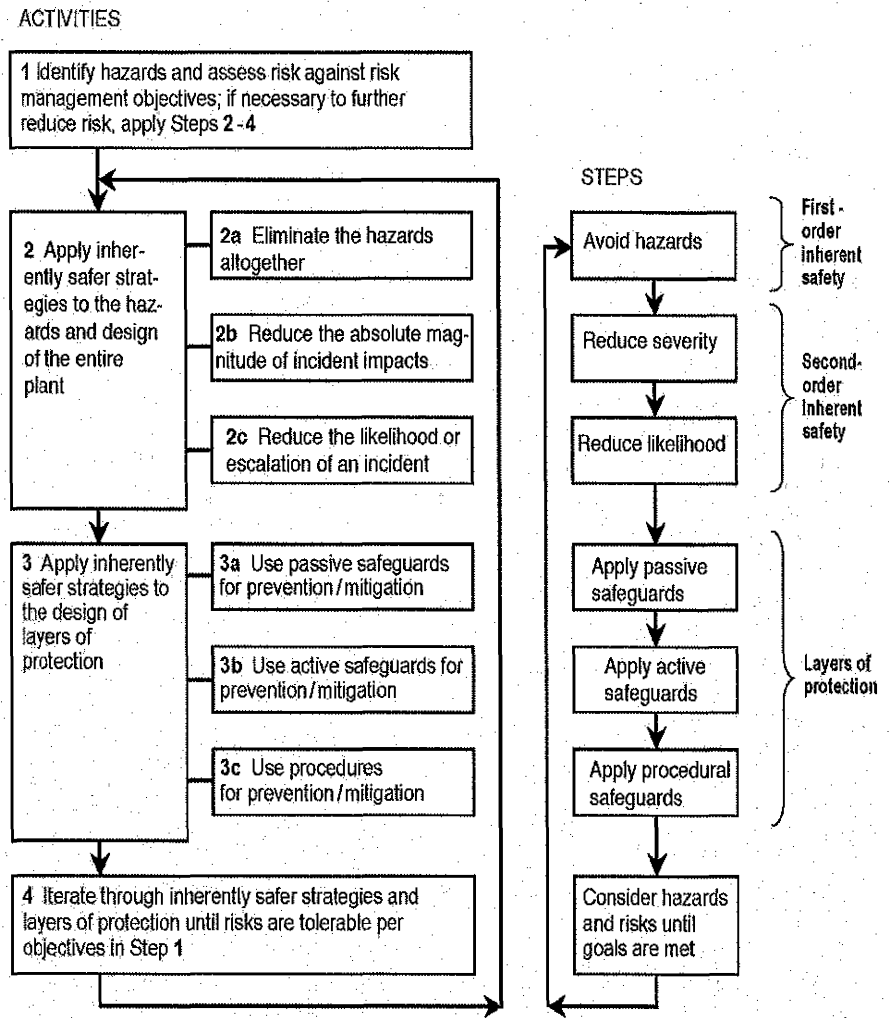 ACTIVITIES
1 Identify hazards and assess risk against risk
management objectives; if necessary to further
reduce risk, apply Steps 2-4
2 Apply inher-
ently safer strat-
egies to the haz-
ards and design
of the entire
plant
2a Eliminate the hazards
altogether
2b Reduce the absolute mag-
nitude of incident impacts
2c Reduce the likelihood or
escalation of an incident
3 Apply inherently
safer strategies to
the design of
layers of
protection
3a Use passive safeguards
for prevention/mitigation
3b Use active safeguards for
prevention/mitigation
3c Use procedures
for prevention/mitigation
4 Iterate through inherently safer strategies and
layers of protection until risks are tolerable per
objectives in Step 1
STEPS
Avoid hazards
First-
order
inherent
safety
Reduce severity
Reduce likelihood
Second-
order
Inherent
safety
Apply passive
safeguards
Apply active
safeguards
Apply procedural
safeguards
Layers of
protection
Consider hazards
and risks until
goals are met